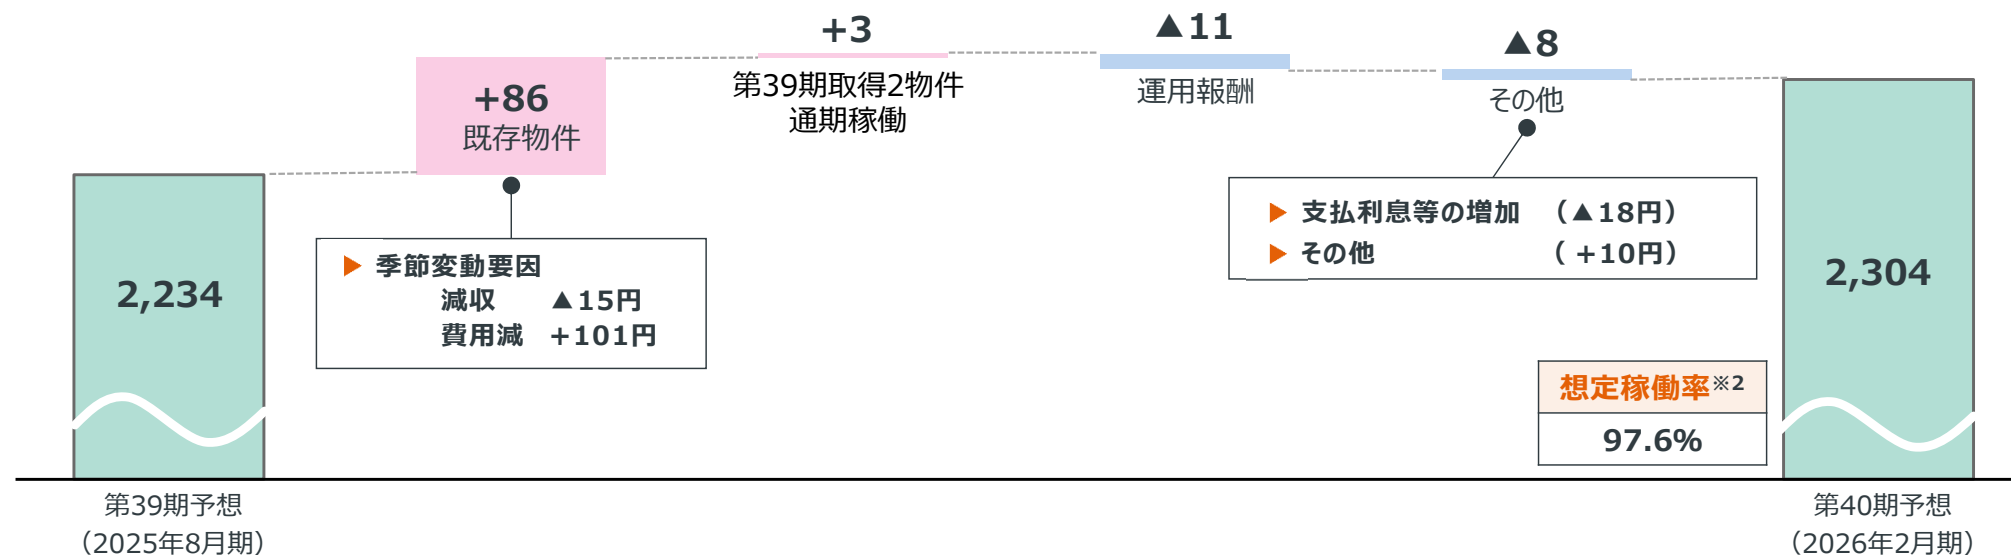 2,234
第39期予想
（2025年8月期）
+86
既存物件
▶ 季節変動要因
減収 ▲15円
費用減 +101円
+3
第39期取得2物件
通期稼働
▲11
運用報酬
▲8
その他
▶ 支払利息等の増加 （▲18円）
▶ その他 （ +10円）
想定稼働率※2
97.6%
2,304
第40期予想
（2026年2月期）